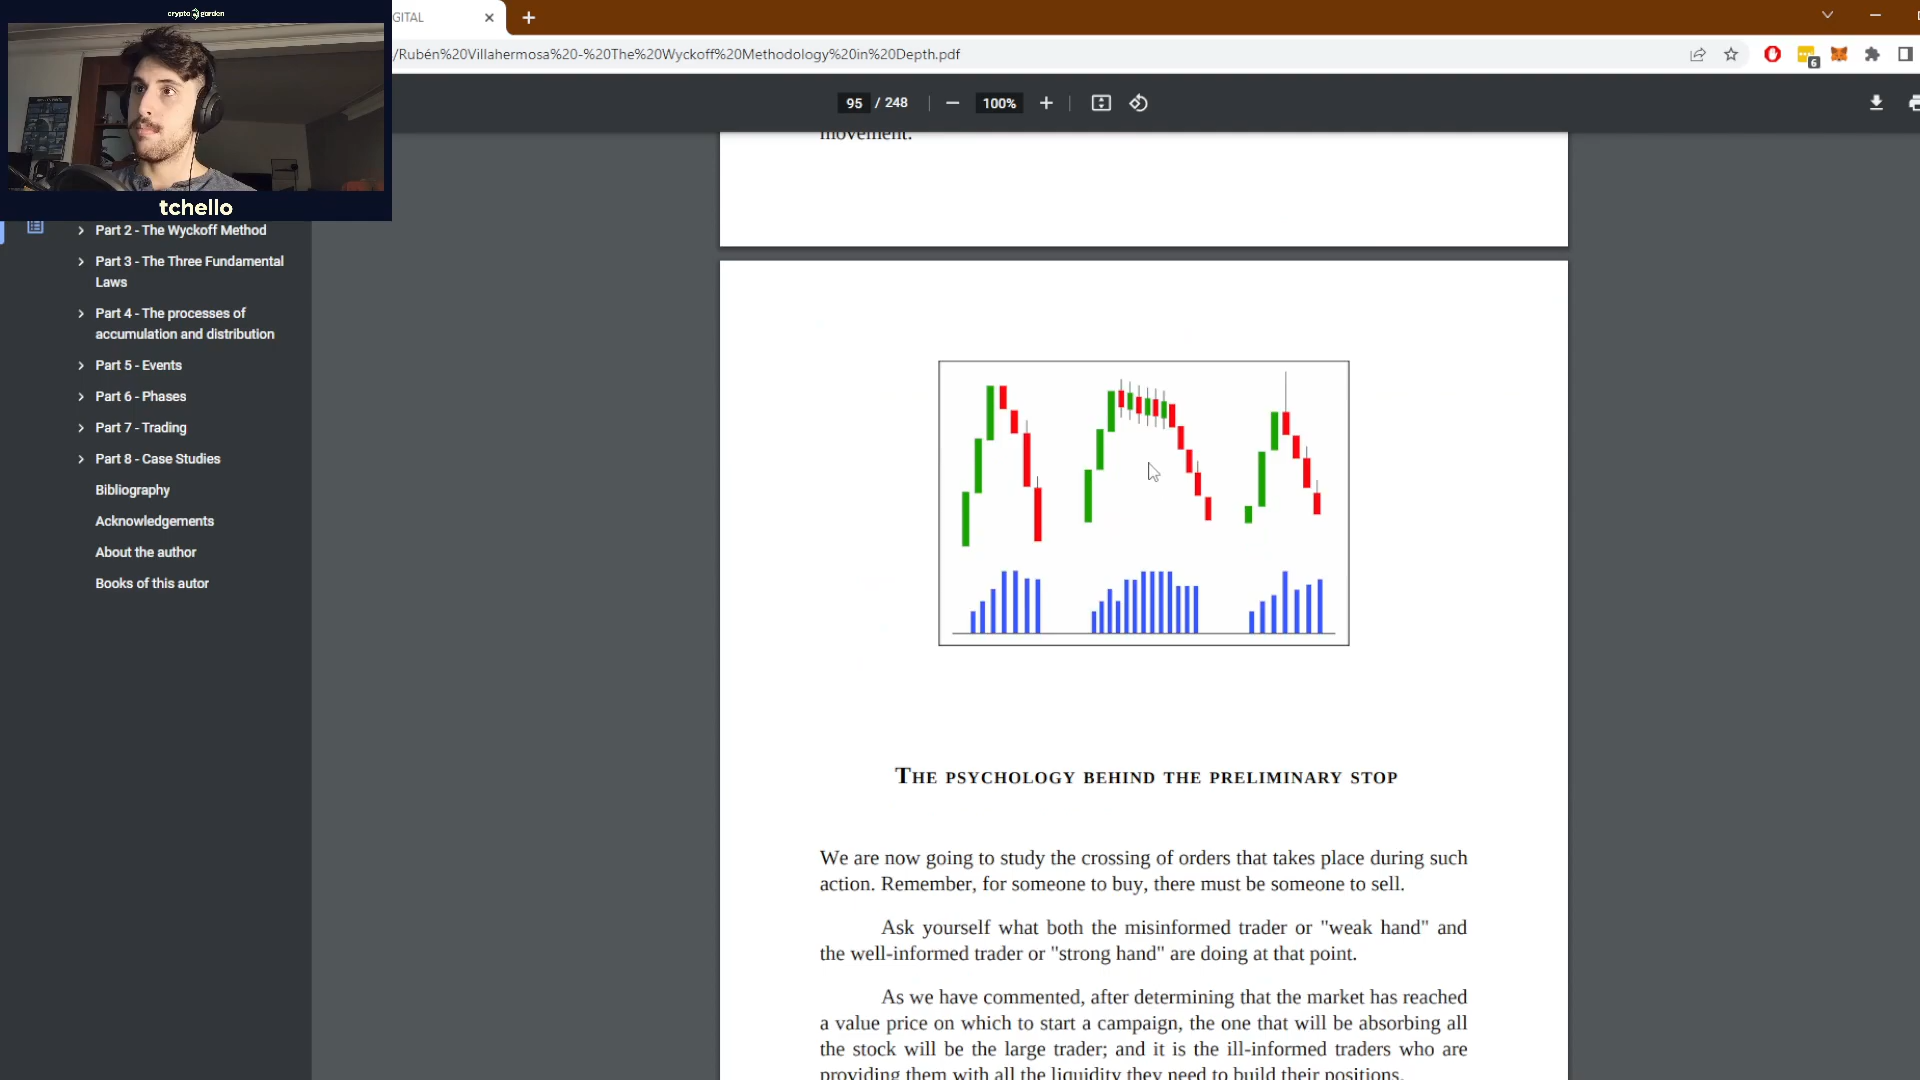 crypto garden
GITAL
/Rubén%20Villahermosa%20-%20The%20Wyckoff%20Methodology%20in%20Depth.pdf
6
95 / 248
100%
movement.
tchello
Part 2 - The Wyckoff Method
Part 3 - The Three Fundamental
Laws
Part 4 - The processes of
accumulation and distribution
Part 5 - Events
Part 6 - Phases
Part 7 - Trading
Part 8 - Case Studies
Bibliography
Acknowledgements
About the author
Books of this autor
THE PSYCHOLOGY BEHIND THE PRELIMINARY STOP
We are now going to study the crossing of orders that takes place during such
action. Remember, for someone to buy, there must be someone to sell.
Ask yourself what both the misinformed trader or "weak hand" and
the well-informed trader or "strong hand" are doing at that point.
As we have commented, after determining that the market has reached
a value price on which to start a campaign, the one that will be absorbing all
the stock will be the large trader; and it is the ill-informed traders who are
providing them with all the liquidity they need to build their positions.